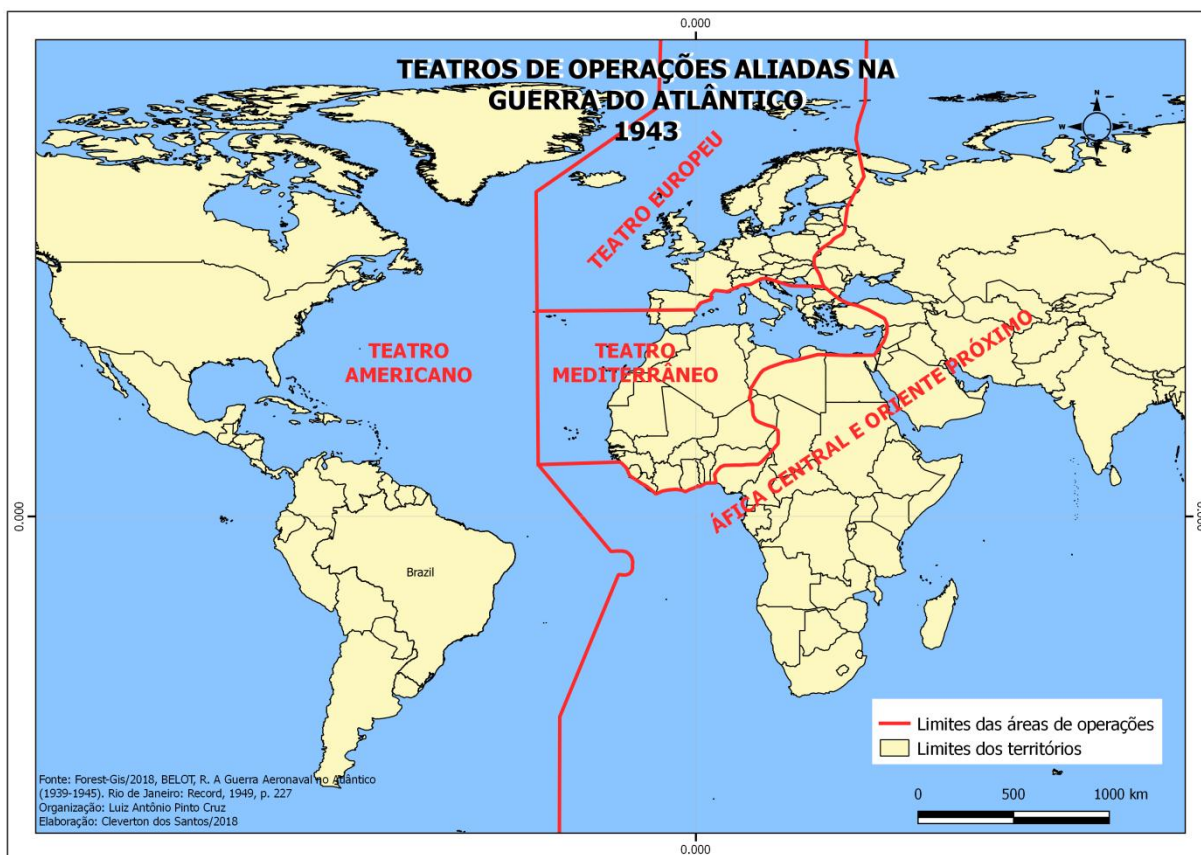 0.000
TEATROS DE OPERAÇÕES ALIADAS NA
GUERRA DO ATLÂNTICO
1943
N
W
E
S
TEATRO EUROPEU
TEATRO
AMERICANO
TEATRO
MEDITERRÂNEO
ÁFICA CENTRAL E ORIENTE PRÓXIMO
0.000
0.000
Brazil
Limites das áreas de operações
Limites dos territórios
Fonte: Forest-Gis/2018, BELOT, R. A Guerra Aeronaval no Atlântico
(1939-1945). Rio de Janeiro: Record, 1949, p. 227
Organização: Luiz Antônio Pinto Cruz
Elaboração: Cleverton dos Santos/2018
0 500 1000 km
0.000